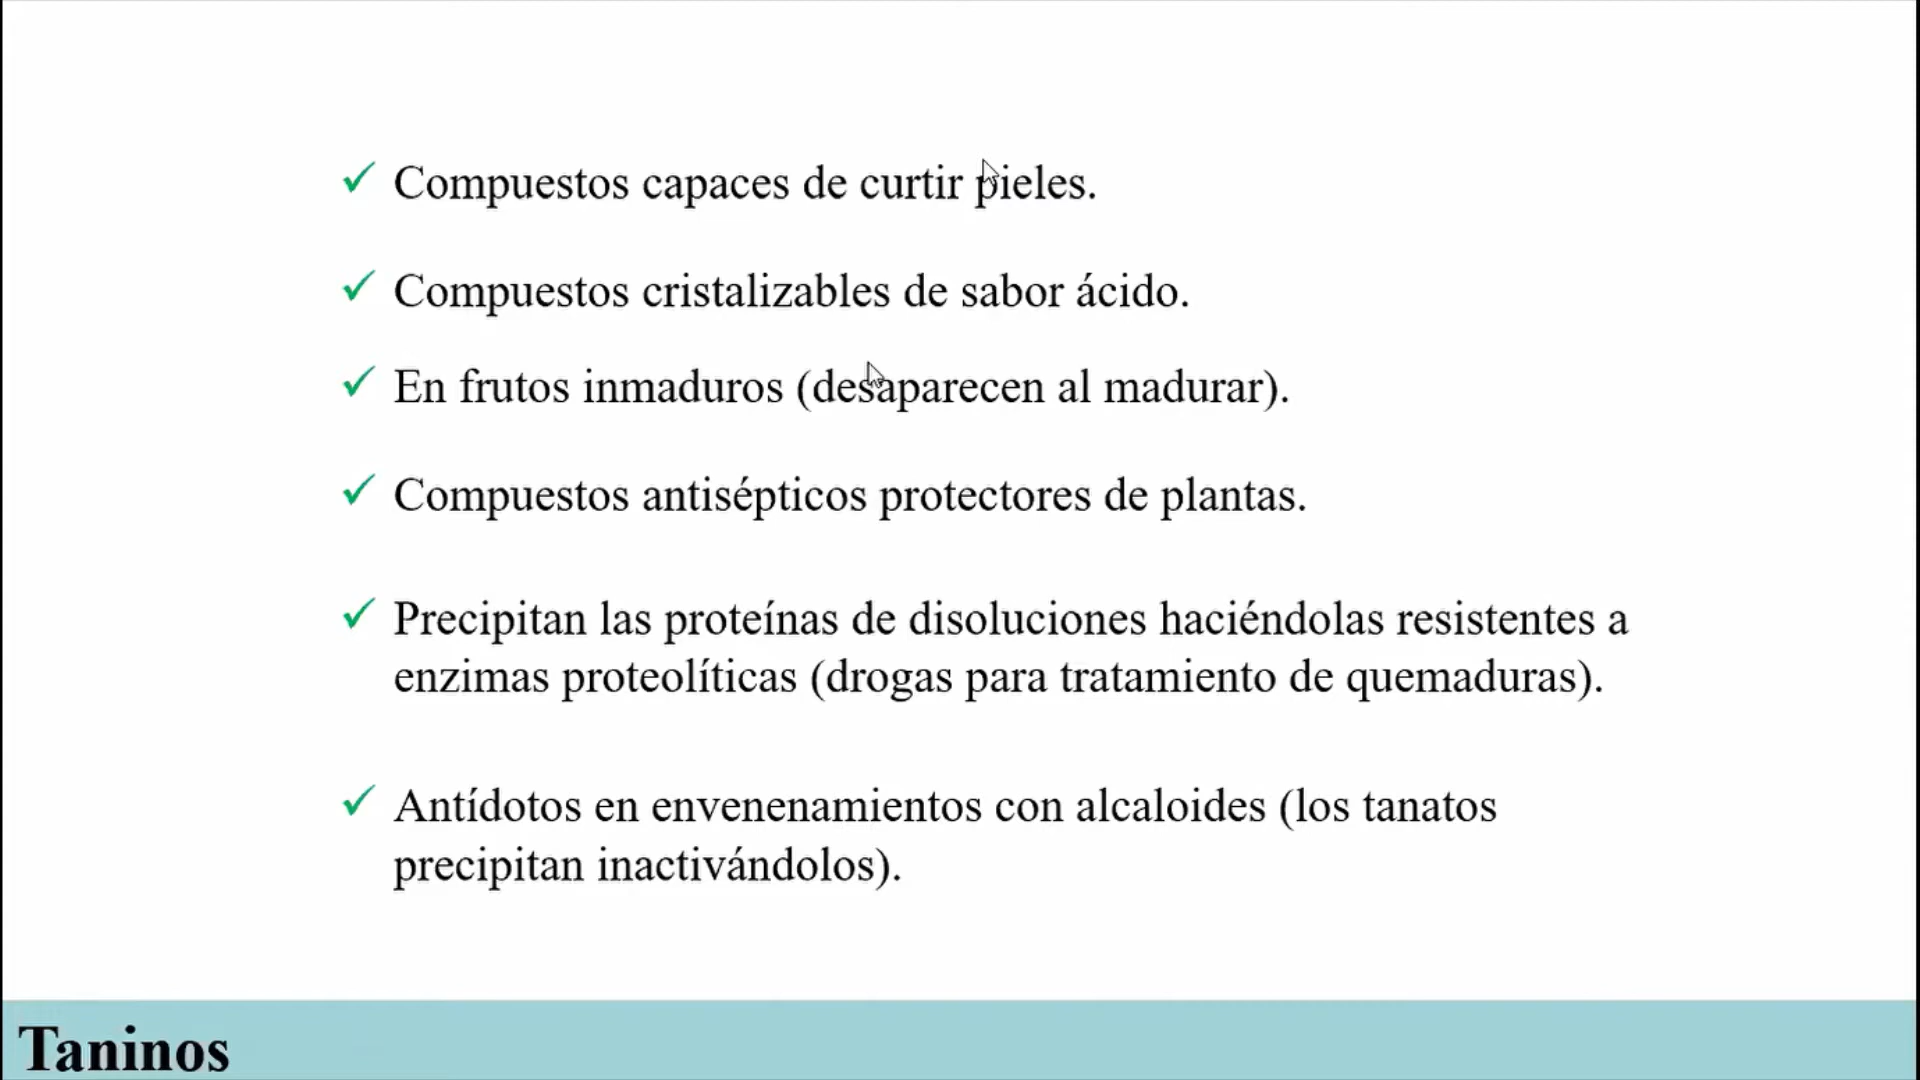 Compuestos capaces de curtir pieles.
Compuestos cristalizables de sabor ácido.
En frutos inmaduros (desaparecen al madurar).
Compuestos antisépticos protectores de plantas.
Precipitan las proteínas de disoluciones haciéndolas resistentes a
enzimas proteolíticas (drogas para tratamiento de quemaduras).
Antídotos en envenenamientos con alcaloides (los tanatos
precipitan inactivándolos).
Taninos